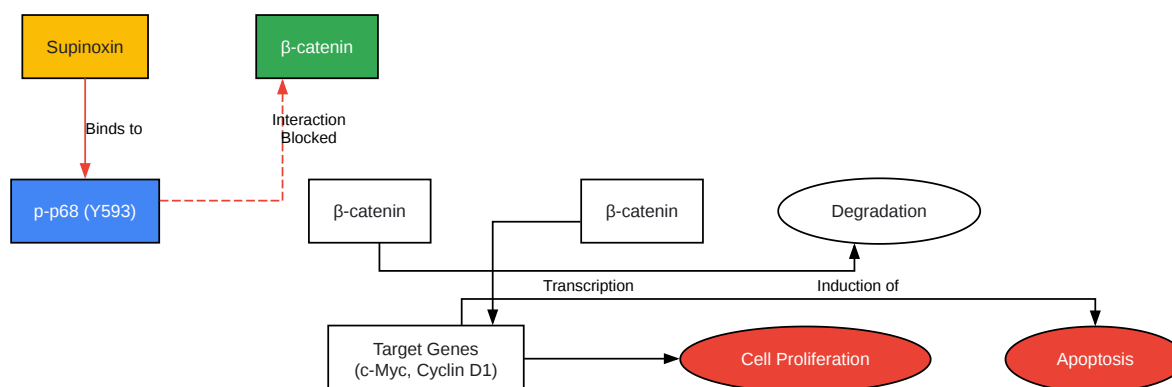 Supinoxin
β-catenin
Binds to
Interaction
Blocked
p-p68 (Y593)
β-catenin
β-catenin
Degradation
Transcription
Induction of
Target Genes
(c-Myc, Cyclin D1)
Cell Proliferation
Apoptosis